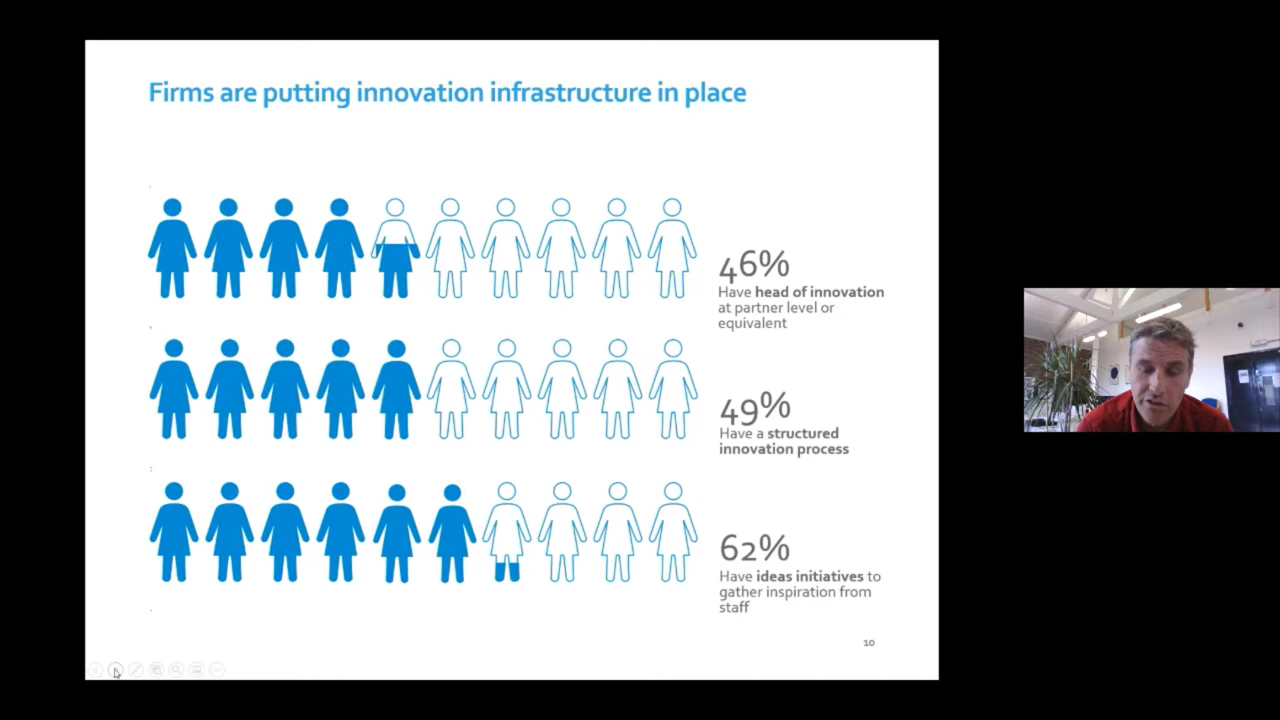 Firms are putting innovation infrastructure in place
46%
Have head of innovation
at partner level or
equivalent
49%
Have a structured
innovation process
62%
Have ideas initiatives to
gather inspiration from
staff
10